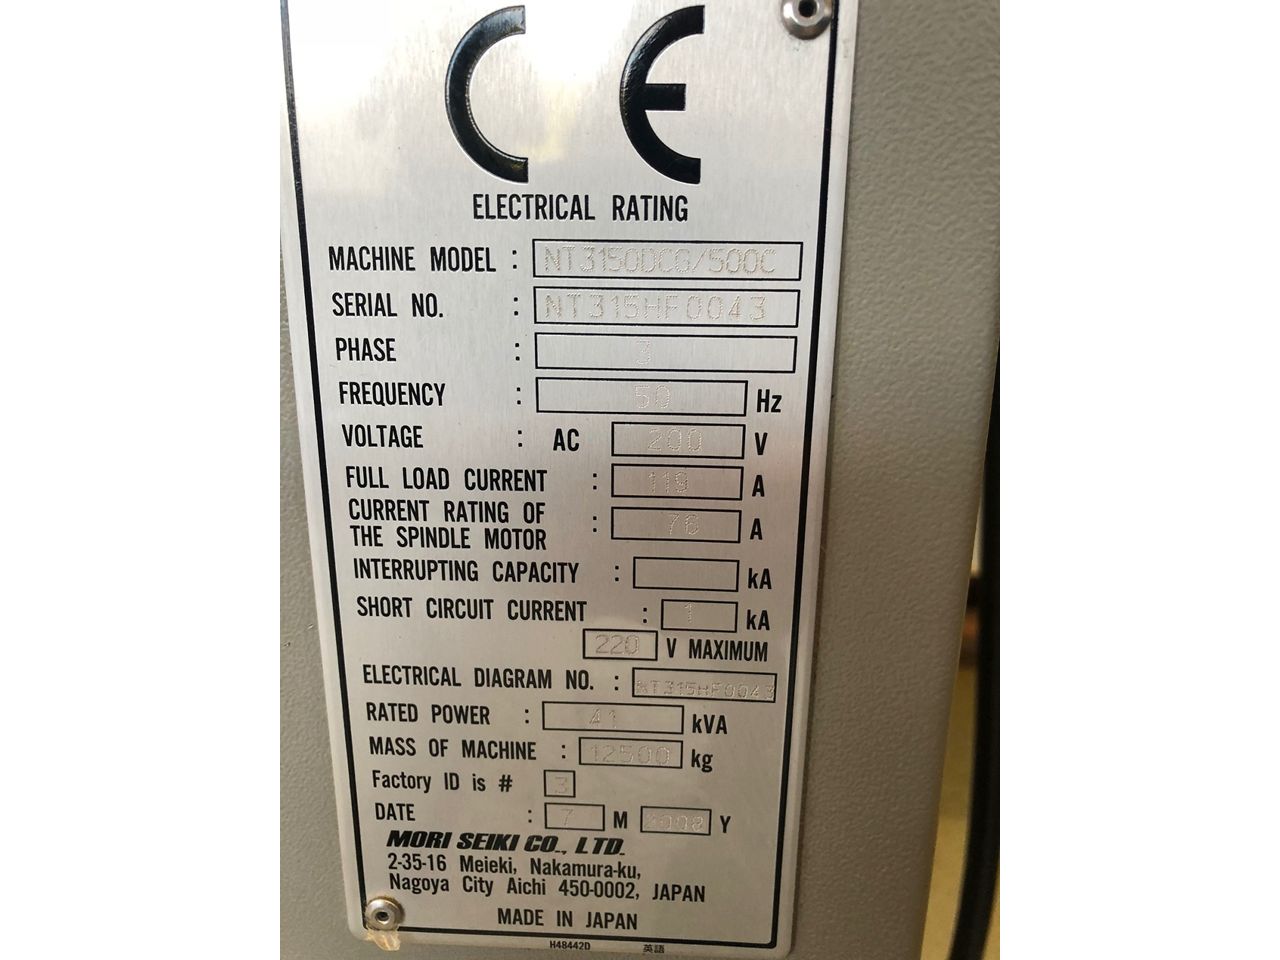 CE
ELECTRICAL RATING
MACHINE MODEL : NT3150DCG/500C
SERIAL NO. : NT315HF0043
PHASE : 3
FREQUENCY : 50 Hz
VOLTAGE : AC 200 V
FULL LOAD CURRENT : 119 A
CURRENT RATING OF
THE SPINDLE MOTOR : 76 A
INTERRUPTING CAPACITY : kA
SHORT CIRCUIT CURRENT : 1 kA
220 V MAXIMUM
ELECTRICAL DIAGRAM NO. : NT315HF0043
RATED POWER : 41 kVA
MASS OF MACHINE : 12500 kg
Factory ID is # 3
DATE : 7 M 2008 Y
MORI SEIKI CO., LTD.
2-35-16 Meieki, Nakamura-ku,
Nagoya City Aichi 450-0002, JAPAN
MADE IN JAPAN
H48442D 英語